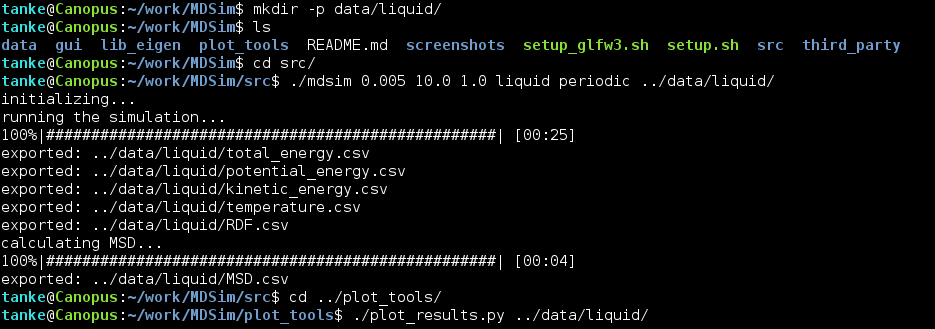 tanke@Canopus:~/work/MDSim$ mkdir -p data/liquid/
tanke@Canopus:~/work/MDSim$ ls
data  gui  lib_eigen  plot_tools  README.md  screenshots  setup_glfw3.sh  setup.sh  src  third_party
tanke@Canopus:~/work/MDSim$ cd src/
tanke@Canopus:~/work/MDSim/src$ ./mdsim 0.005 10.0 1.0 liquid periodic ../data/liquid/
initializing...
running the simulation...
100%|##################################################| [00:25]
exported: ../data/liquid/total_energy.csv
exported: ../data/liquid/potential_energy.csv
exported: ../data/liquid/kinetic_energy.csv
exported: ../data/liquid/temperature.csv
exported: ../data/liquid/RDF.csv
calculating MSD...
100%|##################################################| [00:04]
exported: ../data/liquid/MSD.csv
tanke@Canopus:~/work/MDSim/src$ cd ../plot_tools/
tanke@Canopus:~/work/MDSim/plot_tools$ ./plot_results.py ../data/liquid/